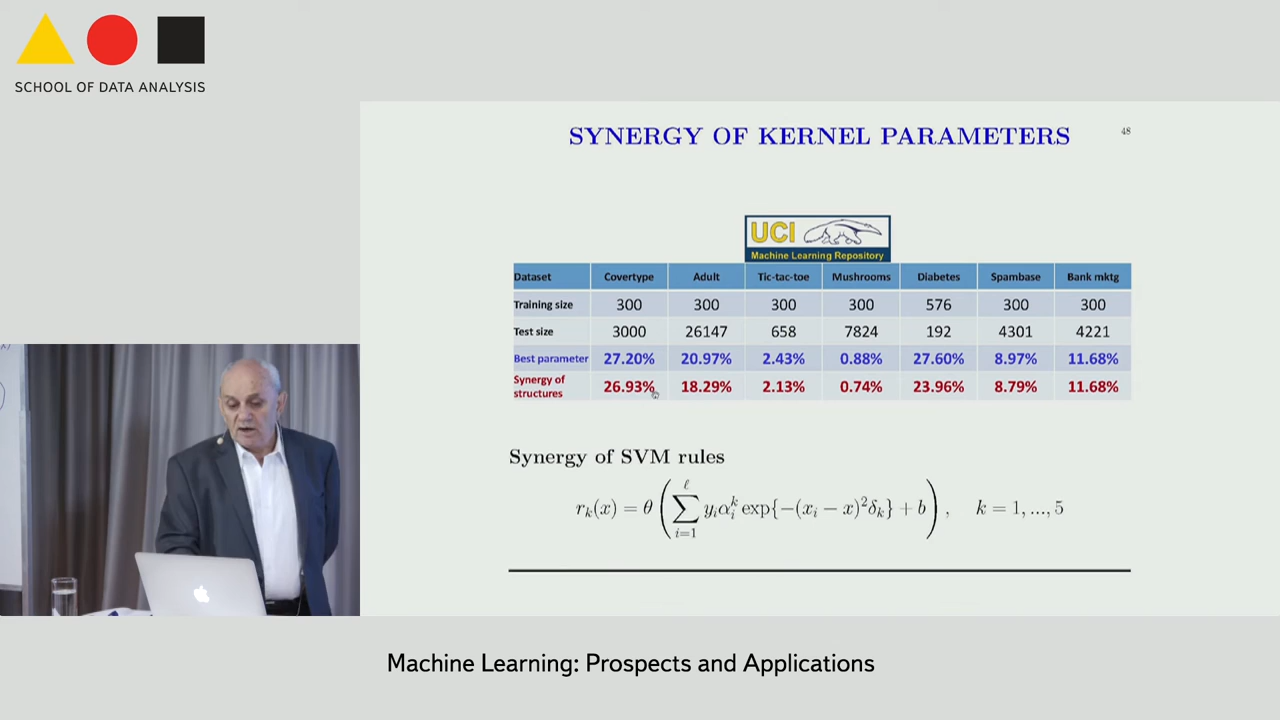 SCHOOL OF DATA ANALYSIS
SYNERGY OF KERNEL PARAMETERS
48
UCI
Machine Learning Repository
Dataset Covertype Adult Tic-tac-toe Mushrooms Diabetes Spambase Bank mktg
Training size 300 300 300 300 576 300 300
Test size 3000 26147 658 7824 192 4301 4221
Best parameter 27.20% 20.97% 2.43% 0.88% 27.60% 8.97% 11.68%
Synergy of structures 26.93% 18.29% 2.13% 0.74% 23.96% 8.79% 11.68%
Synergy of SVM rules
r_k(x) = θ ( ∑_{i=1}^{ℓ} y_i α_i^k exp{−(x_i − x)²δ_k} + b ) , k = 1, ..., 5
Machine Learning: Prospects and Applications